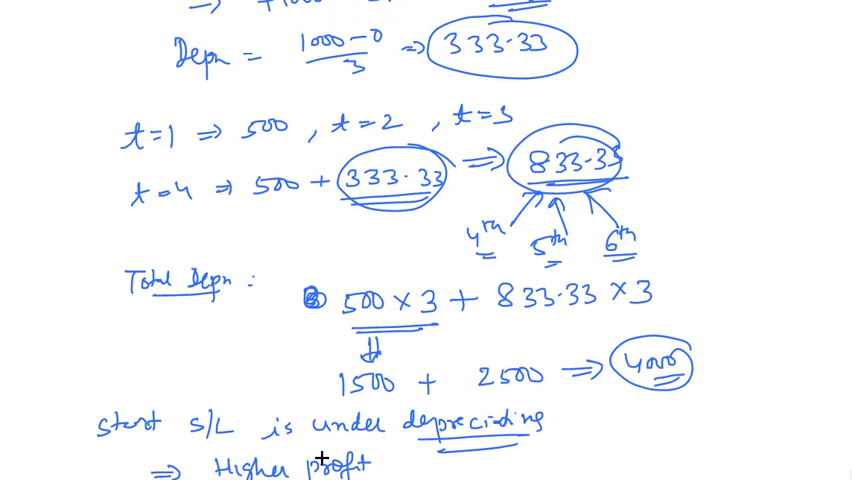 ⇒ +1000
Depn = 1000-0 / 3 ⇒ 333.33
t=1 ⇒ 500 , t=2 , t=3
t=4 ⇒ 500 + 333.33 ⇒ 833.33
4th 5th 6th
Total Depn :
500 × 3 + 833.33 × 3
1500 + 2500 ⇒ 4000
start S/L is under depreciating
⇒ Higher profit